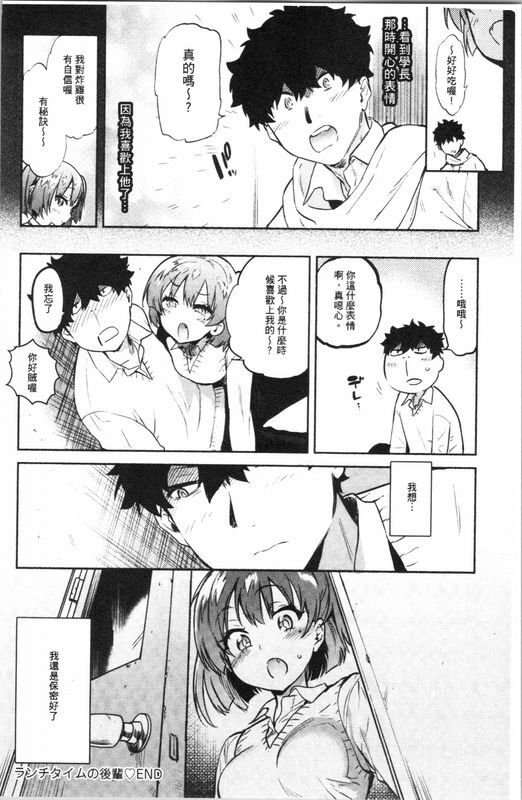 ～好好吃喔！
…看到學長
那時開心的表情
真的嗎～？
因為我喜歡上他了…
我對炸雞很
有自信喔
有秘訣～
……哦哦～
你這什麼表情
啊，真噁心。
デレ
不過～你是什麼時
候喜歡上我的～？
我忘了
你好賊喔
我想…
我還是保密好了
ランチタイムの後輩♡END